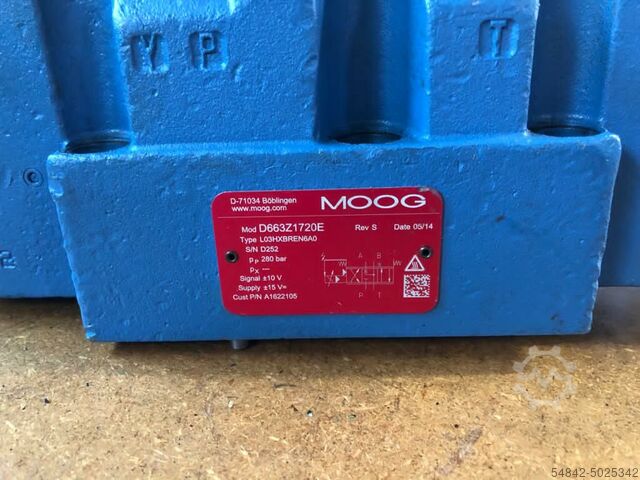 Y P T
D-71034 Böblingen
www.moog.com
MOOG
Mod D663Z1720E Rev S Date 05/14
Type L03HXBREN6A0
S/N D252
pP 280 bar
pX ---
Signal ±10 V
Supply ±15 V=
Cust P/N A1622105
A B
P T
54842-5025342